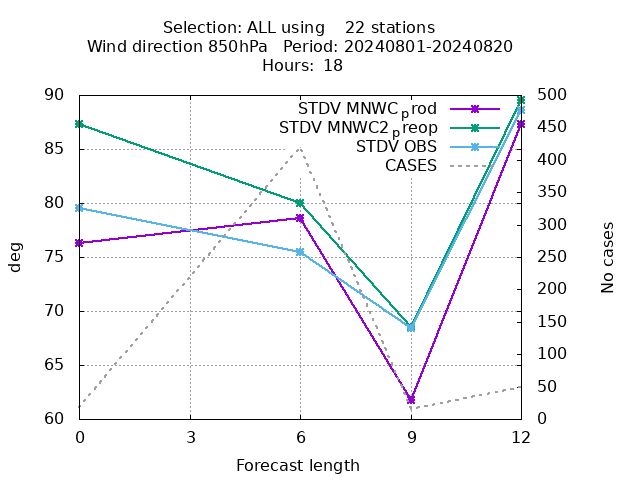 Selection: ALL using    22 stations
Wind direction 850hPa   Period: 20240801-20240820
Hours: 18
STDV MNWC_prod
STDV MNWC2_preop
STDV OBS
CASES
90
85
80
75
70
65
60
deg
500
450
400
350
300
250
200
150
100
50
0
No cases
0 3 6 9 12
Forecast length